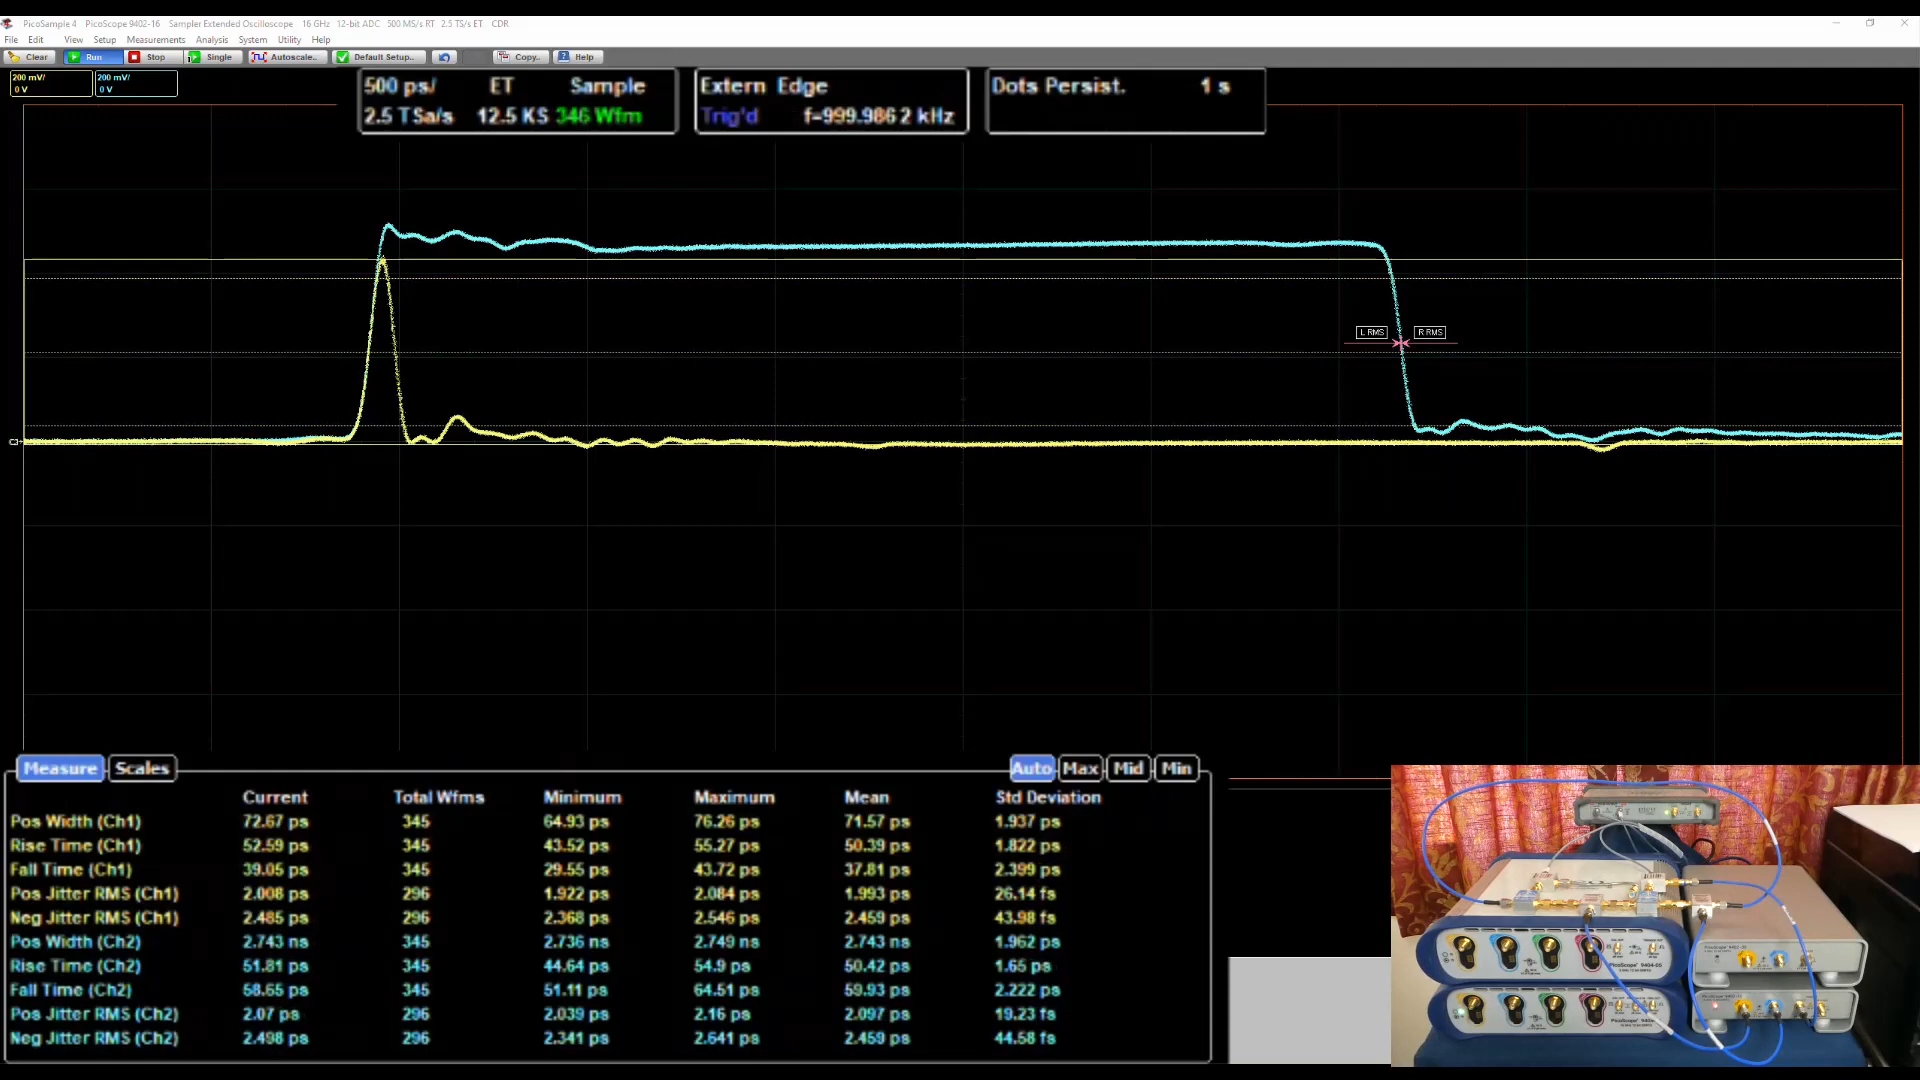 PicoSample 4 PicoScope 9402-16 Sampler Extended Oscilloscope 16 GHz 12-bit ADC 500 MS/s RT 2.5 TS/s ET CDR
File Edit View Setup Measurements Analysis System Utility Help
Clear Run Stop Single Autoscale.. Default Setup.. Copy.. Help
200 mV/ 200 mV/
0 V 0 V
500 ps/ ET Sample
2.5 TSa/s 12.5 KS 346 Wfm
Extern Edge
Trig'd f=999.986 2 kHz
Dots Persist. 1 s
L RMS R RMS
Measure Scales Auto Max Mid Min
Current Total Wfms Minimum Maximum Mean Std Deviation
Pos Width (Ch1) 72.67 ps 345 64.93 ps 76.26 ps 71.57 ps 1.937 ps
Rise Time (Ch1) 52.59 ps 345 43.52 ps 55.27 ps 50.39 ps 1.822 ps
Fall Time (Ch1) 39.05 ps 345 29.55 ps 43.72 ps 37.81 ps 2.399 ps
Pos Jitter RMS (Ch1) 2.008 ps 296 1.922 ps 2.084 ps 1.993 ps 26.14 fs
Neg Jitter RMS (Ch1) 2.485 ps 296 2.368 ps 2.546 ps 2.459 ps 43.98 fs
Pos Width (Ch2) 2.743 ns 345 2.736 ns 2.749 ns 2.743 ns 1.962 ps
Rise Time (Ch2) 51.81 ps 345 44.64 ps 54.9 ps 50.42 ps 1.65 ps
Fall Time (Ch2) 58.65 ps 345 51.11 ps 64.51 ps 59.93 ps 2.222 ps
Pos Jitter RMS (Ch2) 2.07 ps 296 2.039 ps 2.16 ps 2.097 ps 19.23 fs
Neg Jitter RMS (Ch2) 2.498 ps 296 2.341 ps 2.641 ps 2.459 ps 44.58 fs
PicoScope 9404-05